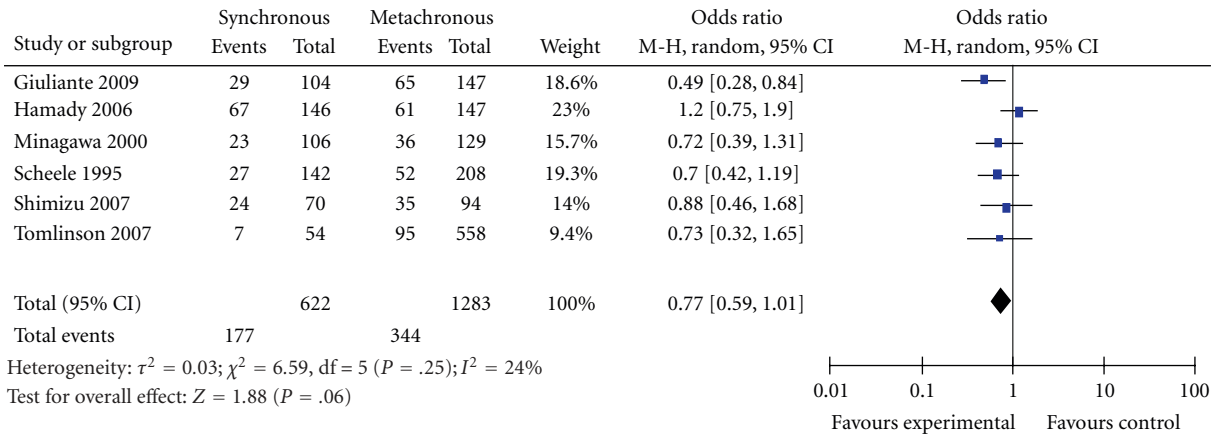 Synchronous Metachronous Odds ratio Odds ratio
Study or subgroup Events Total Events Total Weight M-H, random, 95% CI M-H, random, 95% CI
Giuliante 2009 29 104 65 147 18.6% 0.49 [0.28, 0.84]
Hamady 2006 67 146 61 147 23% 1.2 [0.75, 1.9]
Minagawa 2000 23 106 36 129 15.7% 0.72 [0.39, 1.31]
Scheele 1995 27 142 52 208 19.3% 0.7 [0.42, 1.19]
Shimizu 2007 24 70 35 94 14% 0.88 [0.46, 1.68]
Tomlinson 2007 7 54 95 558 9.4% 0.73 [0.32, 1.65]
Total (95% CI) 622 1283 100% 0.77 [0.59, 1.01]
Total events 177 344
Heterogeneity: τ² = 0.03; χ² = 6.59, df = 5 (P = .25); I² = 24%
Test for overall effect: Z = 1.88 (P = .06)
0.01 0.1 1 10 100
Favours experimental Favours control